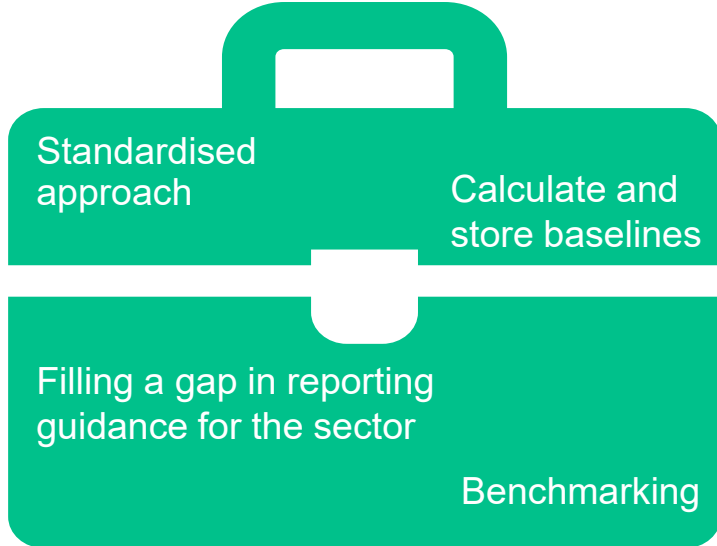 Standardised
approach
Calculate and
store baselines
Filling a gap in reporting
guidance for the sector
Benchmarking